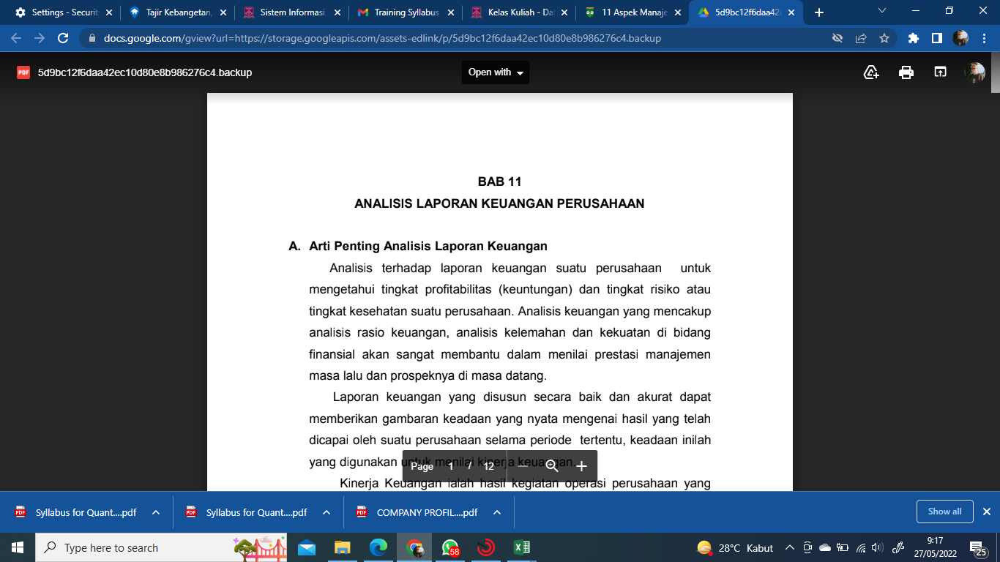 Settings - Securit
Tajir Kebangetan,
Sistem Informasi
Training Syllabus
Kelas Kuliah - Da
11 Aspek Manaje
5d9bc12f6daa42
docs.google.com/gview?url=https://storage.googleapis.com/assets-edlink/p/5d9bc12f6daa42ec10d80e8b986276c4.backup
PDF
5d9bc12f6daa42ec10d80e8b986276c4.backup
Open with
BAB 11
ANALISIS LAPORAN KEUANGAN PERUSAHAAN
A. Arti Penting Analisis Laporan Keuangan
Analisis terhadap laporan keuangan suatu perusahaan untuk
mengetahui tingkat profitabilitas (keuntungan) dan tingkat risiko atau
tingkat kesehatan suatu perusahaan. Analisis keuangan yang mencakup
analisis rasio keuangan, analisis kelemahan dan kekuatan di bidang
finansial akan sangat membantu dalam menilai prestasi manajemen
masa lalu dan prospeknya di masa datang.
Laporan keuangan yang disusun secara baik dan akurat dapat
memberikan gambaran keadaan yang nyata mengenai hasil yang telah
dicapai oleh suatu perusahaan selama periode tertentu, keadaan inilah
yang digunakan untuk menilai kinerja keuangan.
Page 1 / 12
Kinerja Keuangan ialah hasil kegiatan operasi perusahaan yang
PDF Syllabus for Quant....pdf
PDF Syllabus for Quant....pdf
PDF COMPANY PROFIL....pdf
Show all
Type here to search
58
28°C Kabut
9:17
27/05/2022
25